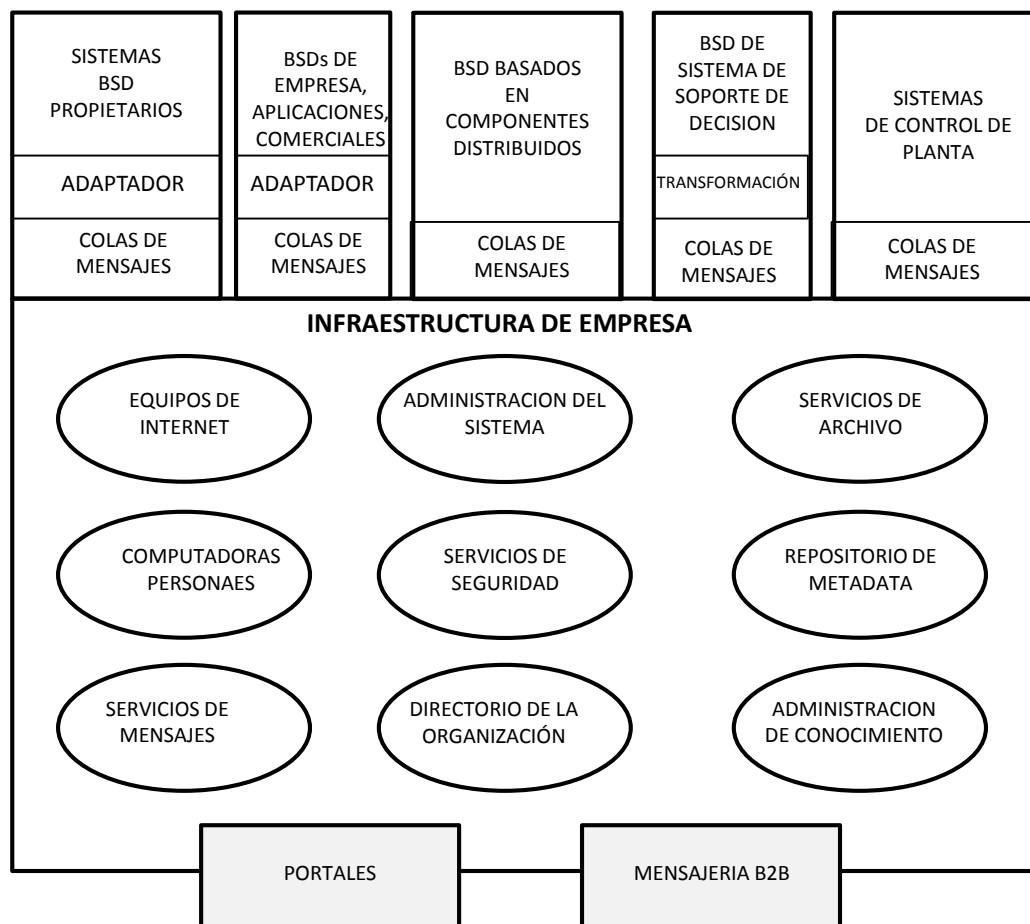 SISTEMAS
BSD
PROPIETARIOS
ADAPTADOR
COLAS DE
MENSAJES
BSDs DE
EMPRESA,
APLICACIONES,
COMERCIALES
ADAPTADOR
COLAS DE
MENSAJES
BSD BASADOS
EN
COMPONENTES
DISTRIBUIDOS
COLAS DE
MENSAJES
BSD DE
SISTEMA DE
SOPORTE DE
DECISION
TRANSFORMACIÓN
COLAS DE
MENSAJES
SISTEMAS
DE CONTROL DE
PLANTA
COLAS DE
MENSAJES
INFRAESTRUCTURA DE EMPRESA
EQUIPOS DE
INTERNET
ADMINISTRACION DEL
SISTEMA
SERVICIOS DE
ARCHIVO
COMPUTADORAS
PERSONAES
SERVICIOS DE
SEGURIDAD
REPOSITORIO DE
METADATA
SERVICIOS DE
MENSAJES
DIRECTORIO DE LA
ORGANIZACIÓN
ADMINISTRACION
DE CONOCIMIENTO
PORTALES
MENSAJERIA B2B